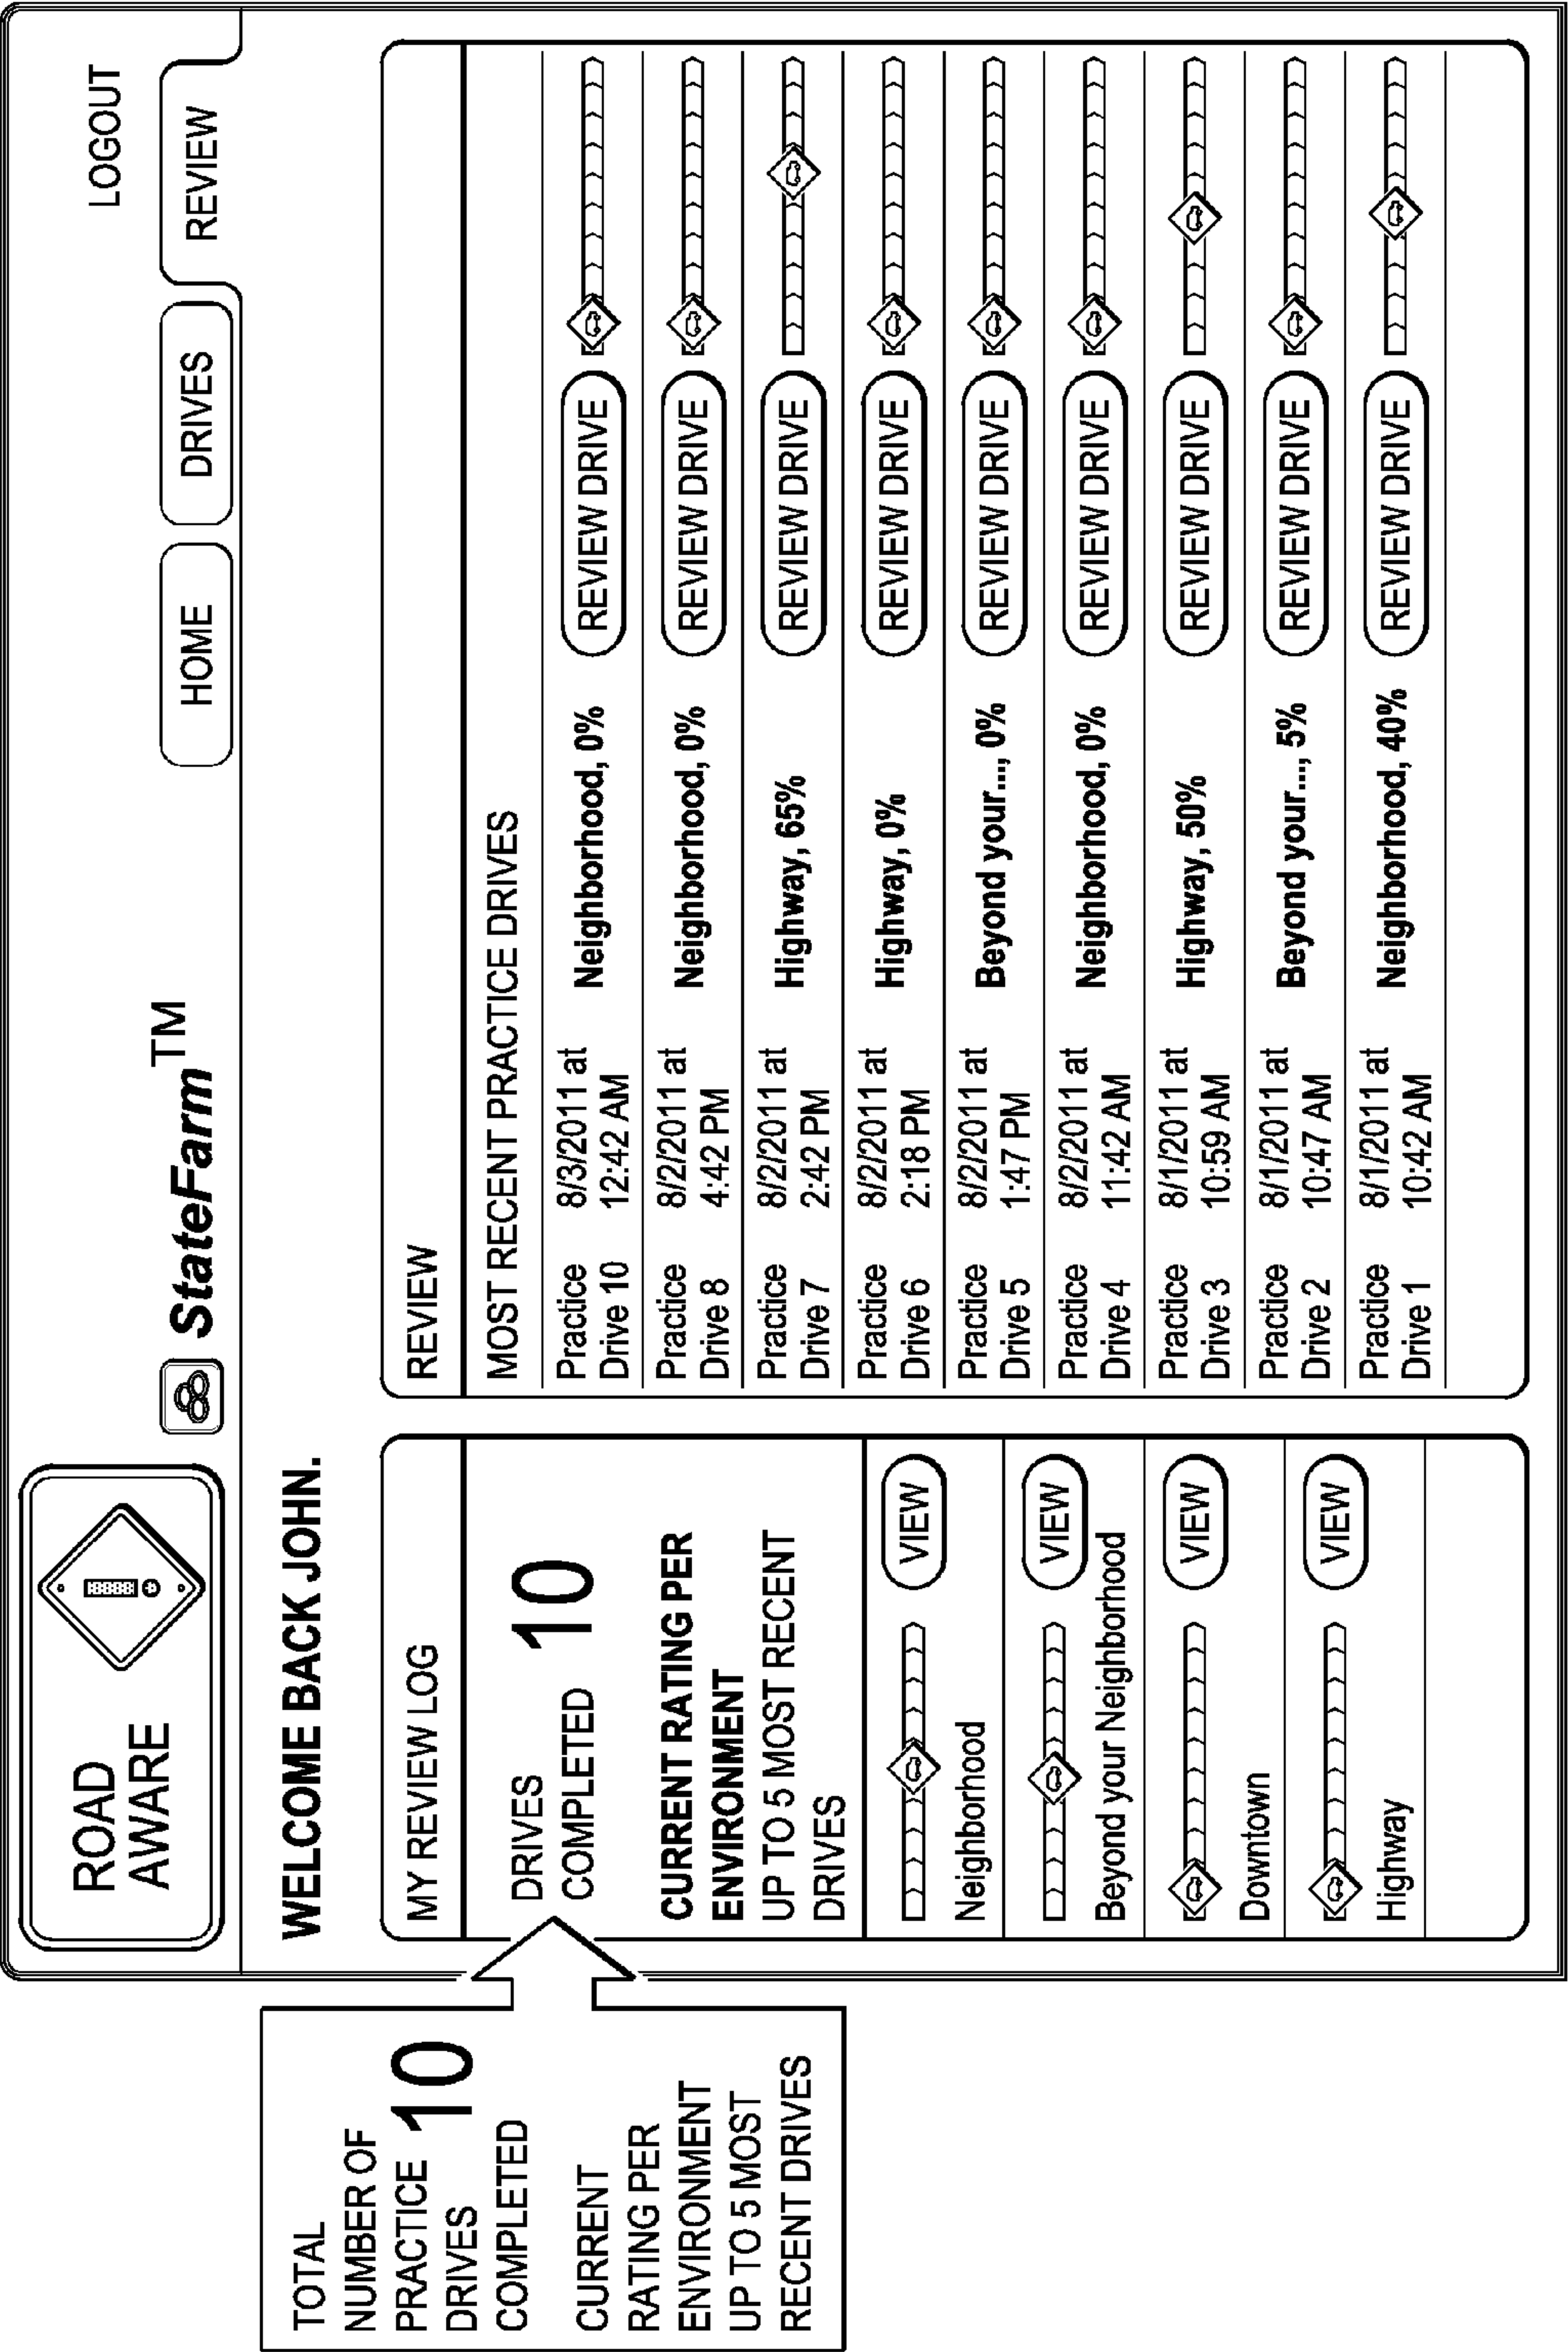 TOTAL
NUMBER OF
PRACTICE 10
DRIVES
COMPLETED
CURRENT
RATING PER
ENVIRONMENT
UP TO 5 MOST
RECENT DRIVES
ROAD
AWARE
StateFarm TM
LOGOUT
HOME
DRIVES
REVIEW
WELCOME BACK JOHN.
MY REVIEW LOG
DRIVES
COMPLETED 10
CURRENT RATING PER
ENVIRONMENT
UP TO 5 MOST RECENT
DRIVES
VIEW
Neighborhood
VIEW
Beyond your Neighborhood
VIEW
Downtown
VIEW
Highway
REVIEW
MOST RECENT PRACTICE DRIVES
Practice 8/3/2011 at
Drive 10 12:42 AM Neighborhood, 0% REVIEW DRIVE
Practice 8/2/2011 at
Drive 8 4:42 PM Neighborhood, 0% REVIEW DRIVE
Practice 8/2/2011 at
Drive 7 2:42 PM Highway, 65% REVIEW DRIVE
Practice 8/2/2011 at
Drive 6 2:18 PM Highway, 0% REVIEW DRIVE
Practice 8/2/2011 at
Drive 5 1:47 PM Beyond your..., 0% REVIEW DRIVE
Practice 8/2/2011 at
Drive 4 11:42 AM Neighborhood, 0% REVIEW DRIVE
Practice 8/1/2011 at
Drive 3 10:59 AM Highway, 50% REVIEW DRIVE
Practice 8/1/2011 at
Drive 2 10:47 AM Beyond your..., 5% REVIEW DRIVE
Practice 8/1/2011 at
Drive 1 10:42 AM Neighborhood, 40% REVIEW DRIVE